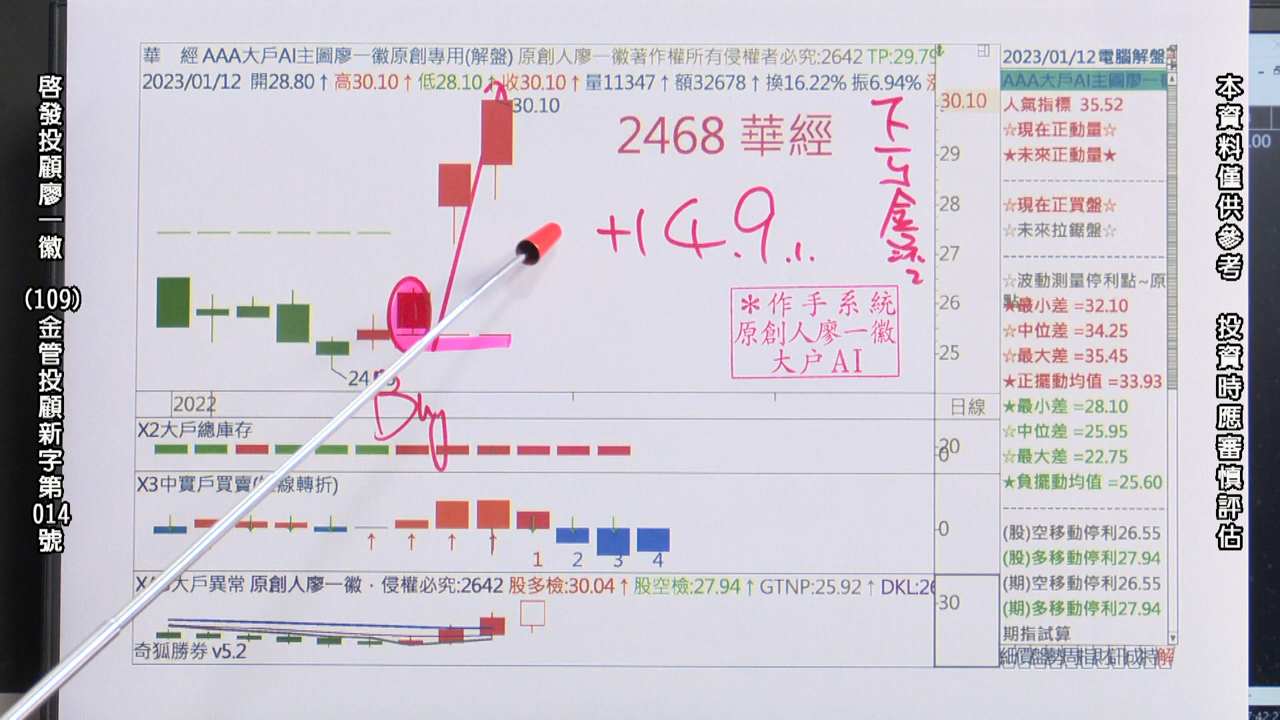 啓發投顧廖一徽
(109)金管投顧新字第014號
華 經 AAA大戶AI主圖廖一徽原創專用(解盤) 原創人廖一徽著作權所有侵權者必究:2642 TP:29.79
2023/01/12 開28.80↑高30.10↑低28.10↓收30.10↑量11347↑額32678↑換16.22%振6.94%
30.10
2468 華經
+14.9..
Buy
*作手系統
原創人廖一徽
大户AI
30.10
29
28
27
26
25
2022
日線
X2大戶總庫存
20
0
X3中實戶買賣(短線轉折)
0
1 2 3 4
大戶異常 原創人廖一徽·侵權必究:2642 股多檢:30.04↑股空檢:27.94↑GTNP:25.92↑DKL:26
30
奇狐勝券 v5.2
2023/01/12電腦解盤
AAA大戶AI主圖廖一
人氣指標 35.52
☆現在正動量☆
★未來正動量★
☆現在正買盤☆
☆未來拉鋸盤☆
☆波動測量停利點~原
★最小差 =32.10
☆中位差 =34.25
☆最大差 =35.45
★正擺動均值 =33.93
★最小差 =28.10
☆中位差 =25.95
☆最大差 =22.75
★負擺動均值 =25.60
(股)空移動停利26.55
(股)多移動停利27.94
(期)空移動停利26.55
(期)多移動停利27.94
期指試算
本資料僅供參考 投資時應審慎評估